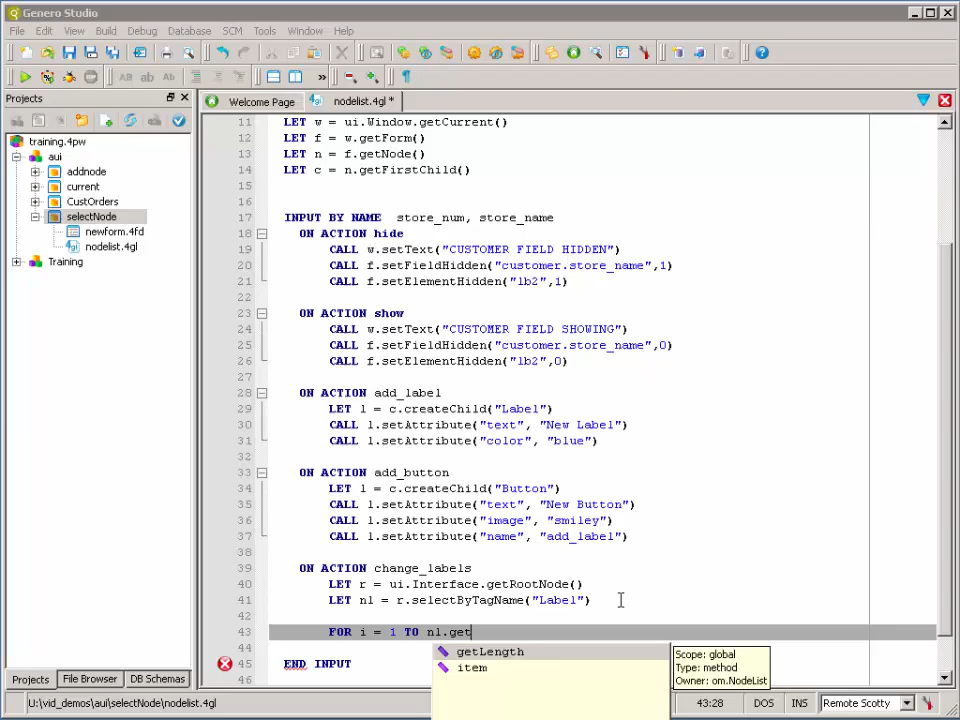 Genero Studio
File Edit View Build Debug Database SCM Tools Window Help
AB ab Ab »
Projects
Welcome Page nodelist.4gl *
training.4pw
aui
addnode
current
CustOrders
selectNode
newform.4fd
nodelist.4gl
Training
11 LET w = ui.Window.getCurrent()
12 LET f = w.getForm()
13 LET n = f.getNode()
14 LET c = n.getFirstChild()
15
16
17 INPUT BY NAME store_num, store_name
18 ON ACTION hide
19 CALL w.setText("CUSTOMER FIELD HIDDEN")
20 CALL f.setFieldHidden("customer.store_name",1)
21 CALL f.setElementHidden("lb2",1)
22
23 ON ACTION show
24 CALL w.setText("CUSTOMER FIELD SHOWING")
25 CALL f.setFieldHidden("customer.store_name",0)
26 CALL f.setElementHidden("lb2",0)
27
28 ON ACTION add_label
29 LET l = c.createChild("Label")
30 CALL l.setAttribute("text", "New Label")
31 CALL l.setAttribute("color", "blue")
32
33 ON ACTION add_button
34 LET l = c.createChild("Button")
35 CALL l.setAttribute("text", "New Button")
36 CALL l.setAttribute("image", "smiley")
37 CALL l.setAttribute("name", "add_label")
38
39 ON ACTION change_labels
40 LET r = ui.Interface.getRootNode()
41 LET nl = r.selectByTagName("Label")
42
43 FOR i = 1 TO nl.get
44
45 END INPUT
46
getLength
item
Scope: global
Type: method
Owner: om.NodeList
Projects File Browser DB Schemas
U:\vid_demos\aui\selectNode\nodelist.4gl 43:28 DOS INS Remote Scotty